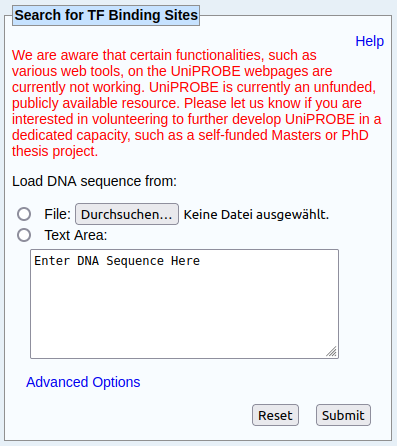 Search for TF Binding Sites
Help
We are aware that certain functionalities, such as
various web tools, on the UniPROBE webpages are
currently not working. UniPROBE is currently an unfunded,
publicly available resource. Please let us know if you are
interested in volunteering to further develop UniPROBE in a
dedicated capacity, such as a self-funded Masters or PhD
thesis project.
Load DNA sequence from:
File: Durchsuchen... Keine Datei ausgewählt.
Text Area:
Enter DNA Sequence Here
Advanced Options
Reset Submit